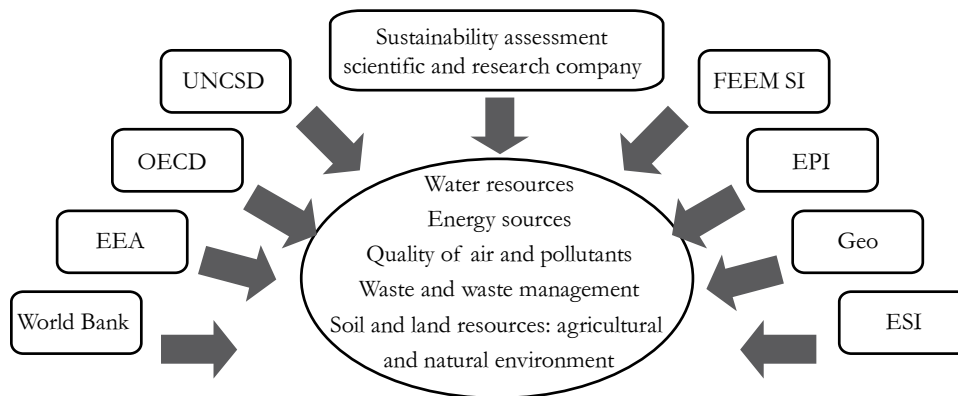 Sustainability assessment
scientific and research company
UNCSD
FEEM SI
OECD
EPI
EEA
Geo
World Bank
ESI
Water resources
Energy sources
Quality of air and pollutants
Waste and waste management
Soil and land resources: agricultural
and natural environment